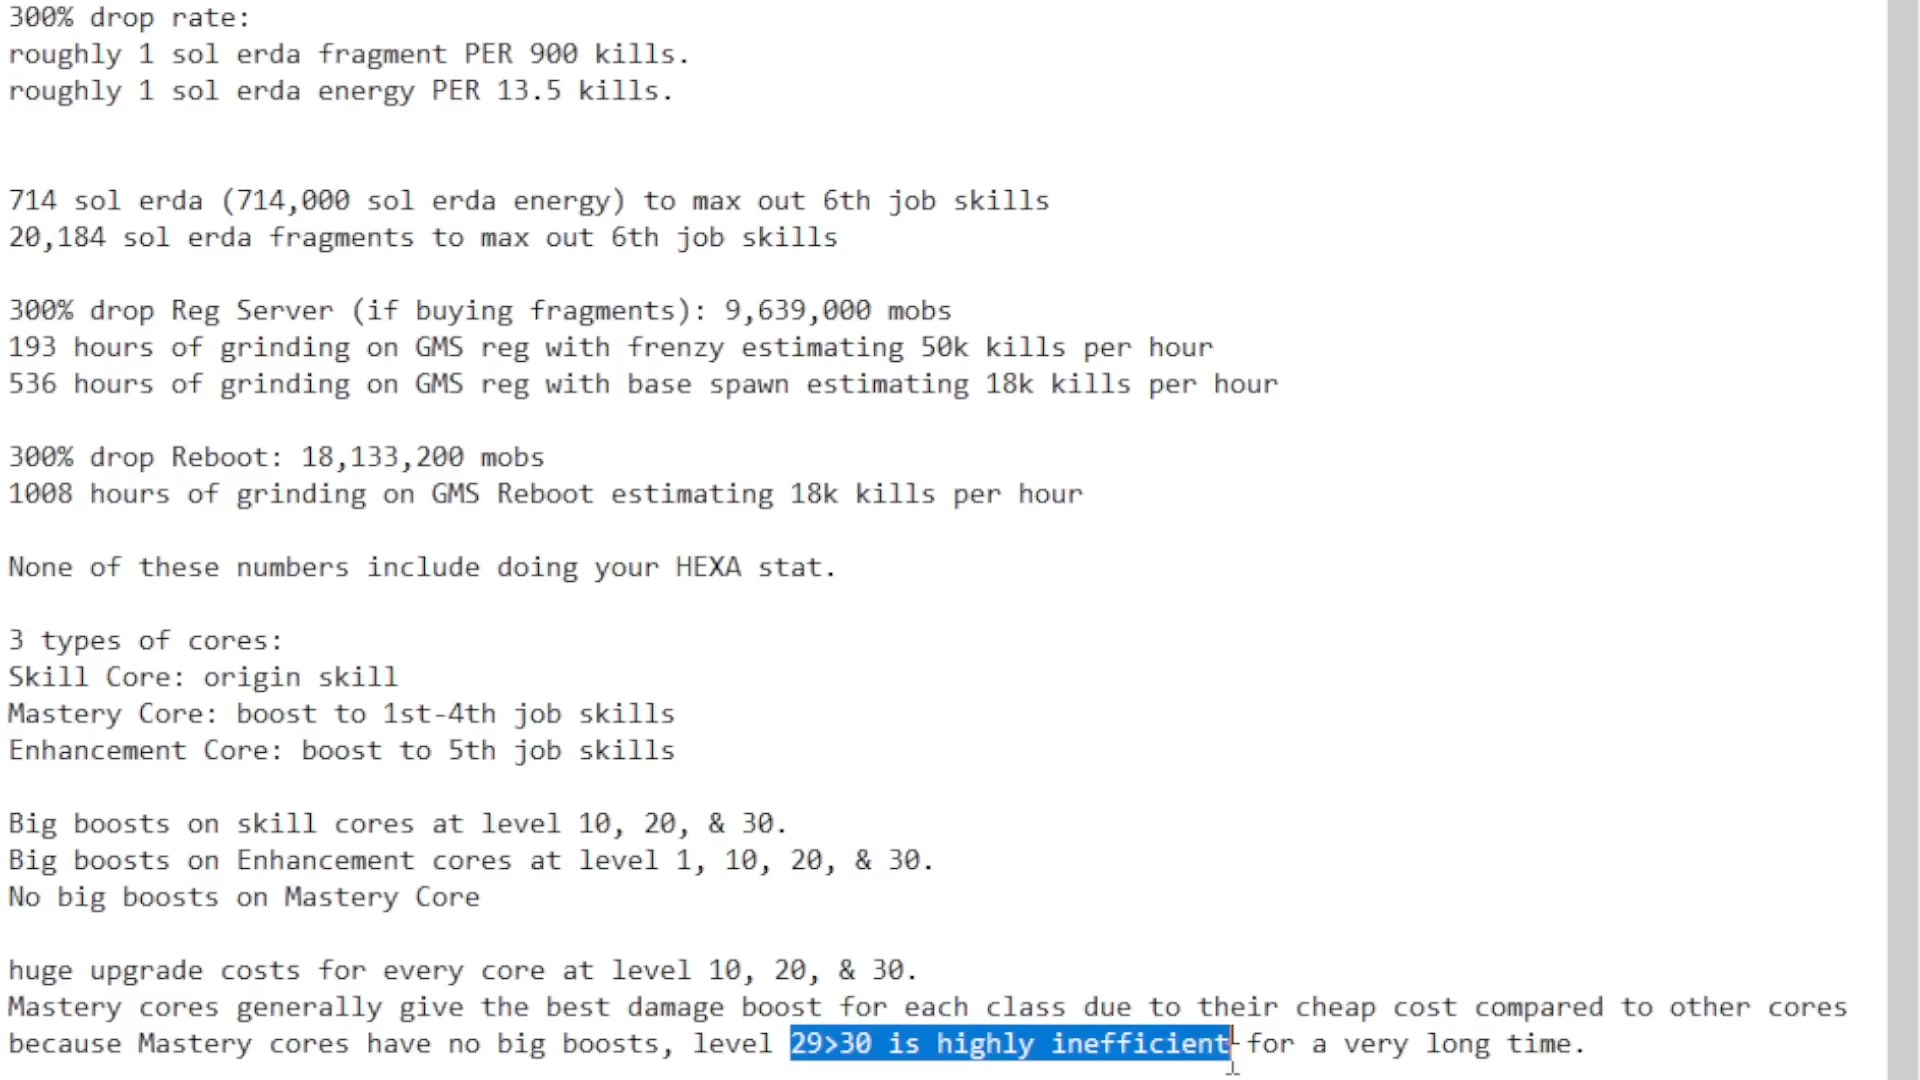 300% drop rate:
roughly 1 sol erda fragment PER 900 kills.
roughly 1 sol erda energy PER 13.5 kills.
714 sol erda (714,000 sol erda energy) to max out 6th job skills
20,184 sol erda fragments to max out 6th job skills
300% drop Reg Server (if buying fragments): 9,639,000 mobs
193 hours of grinding on GMS reg with frenzy estimating 50k kills per hour
536 hours of grinding on GMS reg with base spawn estimating 18k kills per hour
300% drop Reboot: 18,133,200 mobs
1008 hours of grinding on GMS Reboot estimating 18k kills per hour
None of these numbers include doing your HEXA stat.
3 types of cores:
Skill Core: origin skill
Mastery Core: boost to 1st-4th job skills
Enhancement Core: boost to 5th job skills
Big boosts on skill cores at level 10, 20, & 30.
Big boosts on Enhancement cores at level 1, 10, 20, & 30.
No big boosts on Mastery Core
huge upgrade costs for every core at level 10, 20, & 30.
Mastery cores generally give the best damage boost for each class due to their cheap cost compared to other cores
because Mastery cores have no big boosts, level 29>30 is highly inefficient for a very long time.